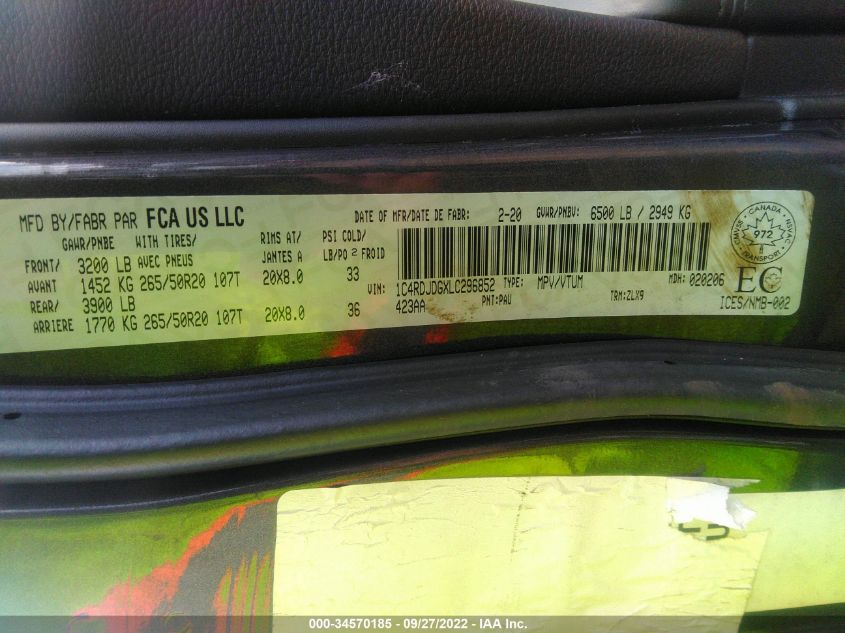 MFD BY/FABR PAR FCA US LLC
DATE OF MFR/DATE DE FABR: 2-20 GVWR/PNBV: 6500 LB / 2949 KG
GAWR/PNBE WITH TIRES/ RIMS AT/ PSI COLD/
FRONT/ 3200 LB AVEC PNEUS JANTES A LB/PO 2 FROID
AVANT 1452 KG 265/50R20 107T 20X8.0 33
REAR/ 3900 LB
ARRIERE 1770 KG 265/50R20 107T 20X8.0 36
VIN: 1C4RDJDGXLC296852 TYPE: MPV/VTUM MDH: 020206
423AA PNT:PAU TRM:ZLX9
CANADA
CMVSS NSVAC
972
EC
ICES/NMB-002
000-34570185 - 09/27/2022 - IAA Inc.